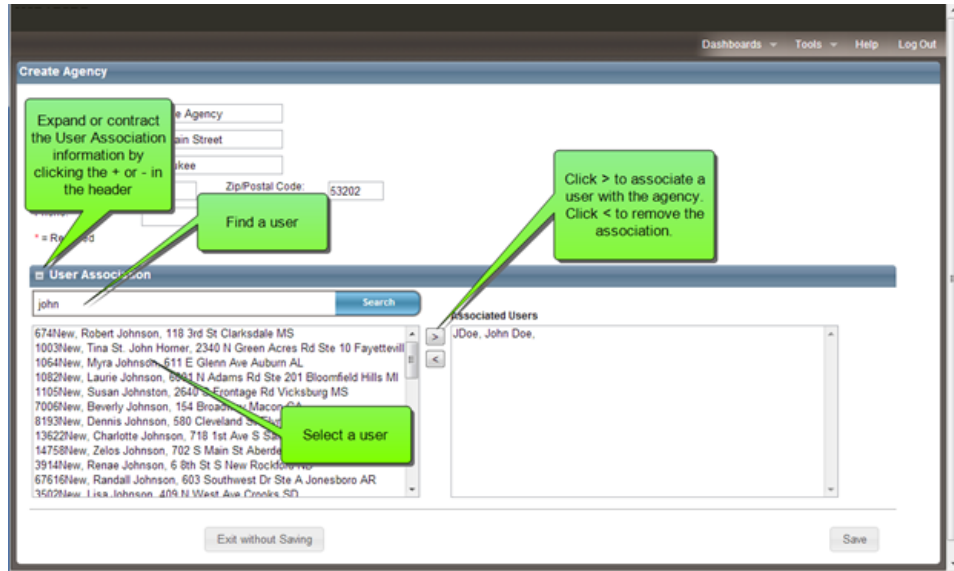 Dashboards Tools Help Log Out
Create Agency
Expand or contract
the User Association
information by
clicking the + or - in
the header
e Agency
ain Street
ukee
Zip/Postal Code: 53202
Click > to associate a
user with the agency.
Click < to remove the
association.
Find a user
* = Re ed
User Association
john Search
Associated Users
674New, Robert Johnson, 118 3rd St Clarksdale MS
1003New, Tina St. John Homer, 2340 N Green Acres Rd Ste 10 Fayettevill
1064New, Myra Johnson, 611 E Glenn Ave Auburn AL
1082New, Laurie Johnson, N Adams Rd Ste 201 Bloomfield Hills MI
1105New, Susan Johnston, 2640 Frontage Rd Vicksburg MS
7006New, Beverly Johnson, 154 Broadway Macon GA
8193New, Dennis Johnson, 580 Cleveland
13622New, Charlotte Johnson, 718 1st Ave S
14758New, Zelos Johnson, 702 S Main St Aberde
3914New, Renae Johnson, 6 8th St S New Rockford ND
67616New, Randall Johnson, 603 Southwest Dr Ste A Jonesboro AR
3502New, Lisa Johnson, 409 N West Ave Crooks SD
>
<
JDoe, John Doe,
Select a user
Exit without Saving Save